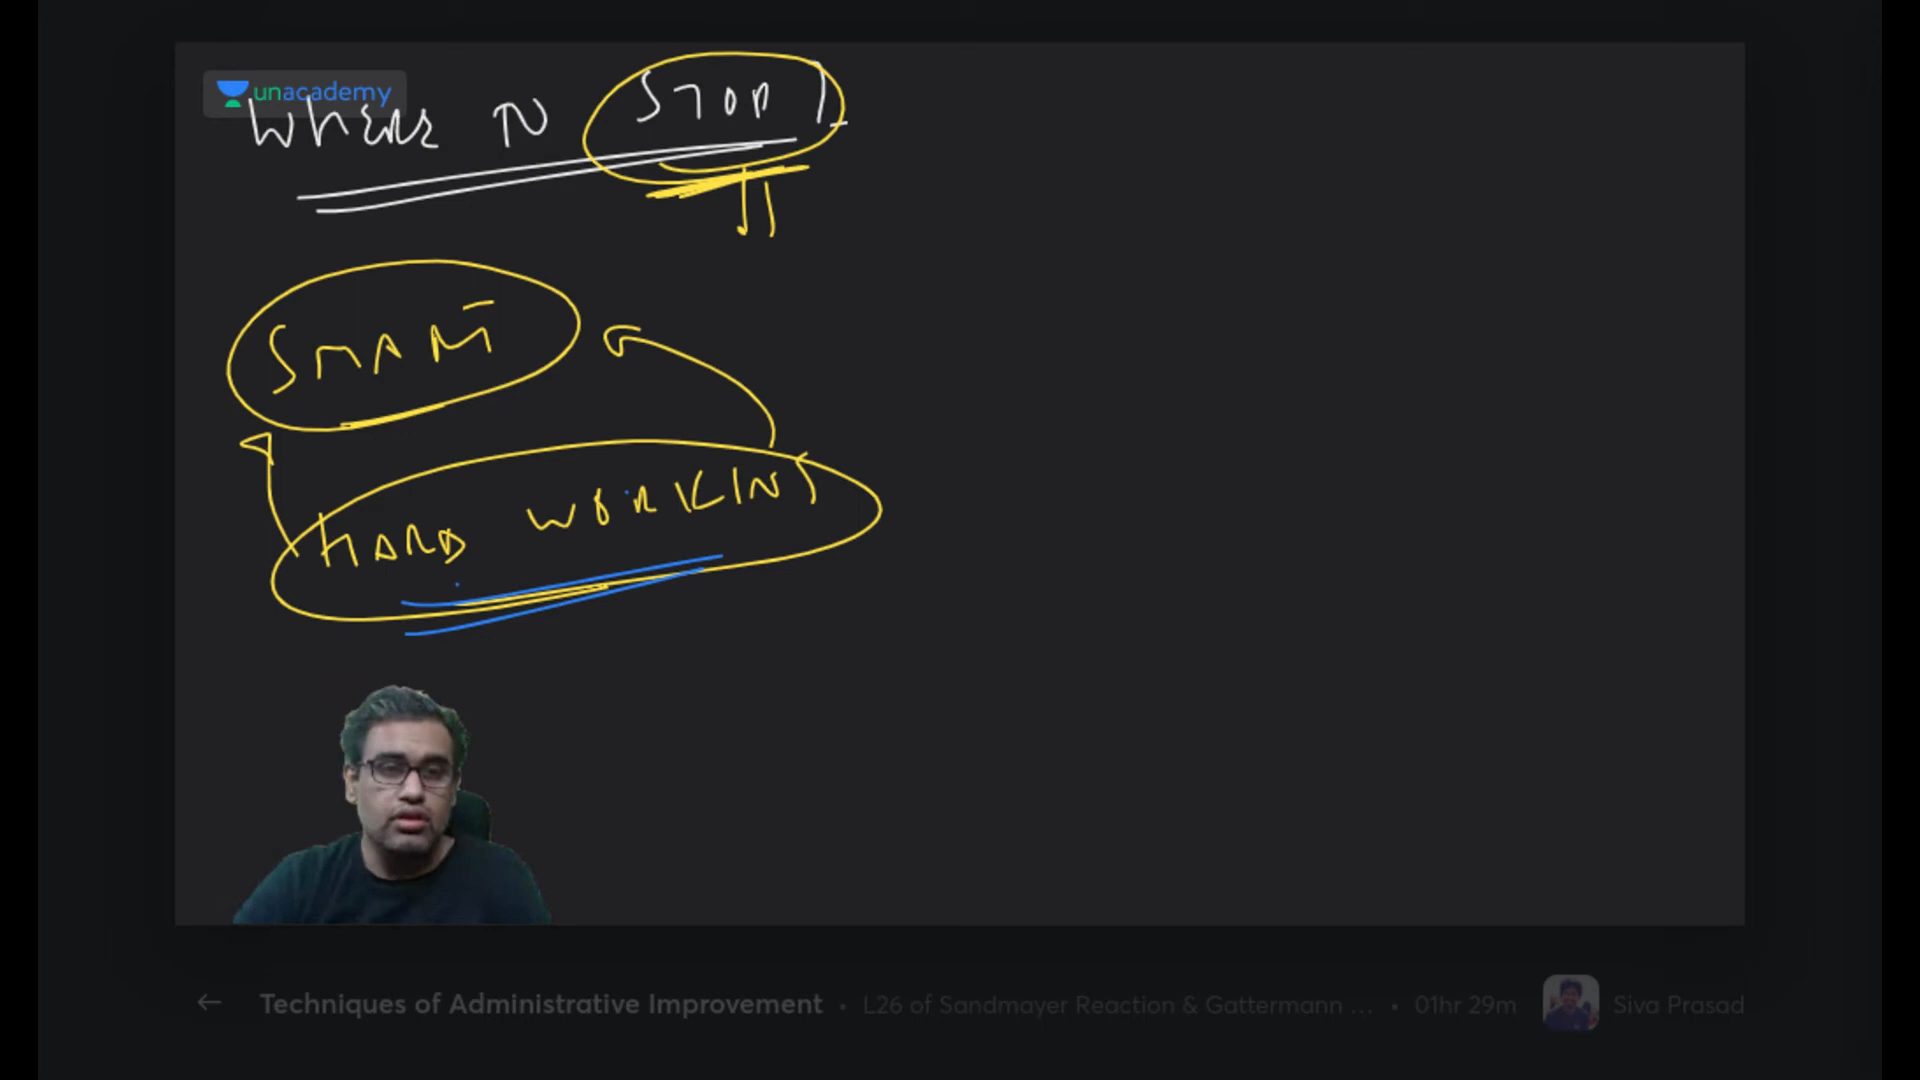 unacademy
WHERE TO STOP
SMART
HARD WORKING
Techniques of Administrative Improvement • L26 of Sandmayer Reaction & Gattermann ... • 01hr 29m Siva Prasad